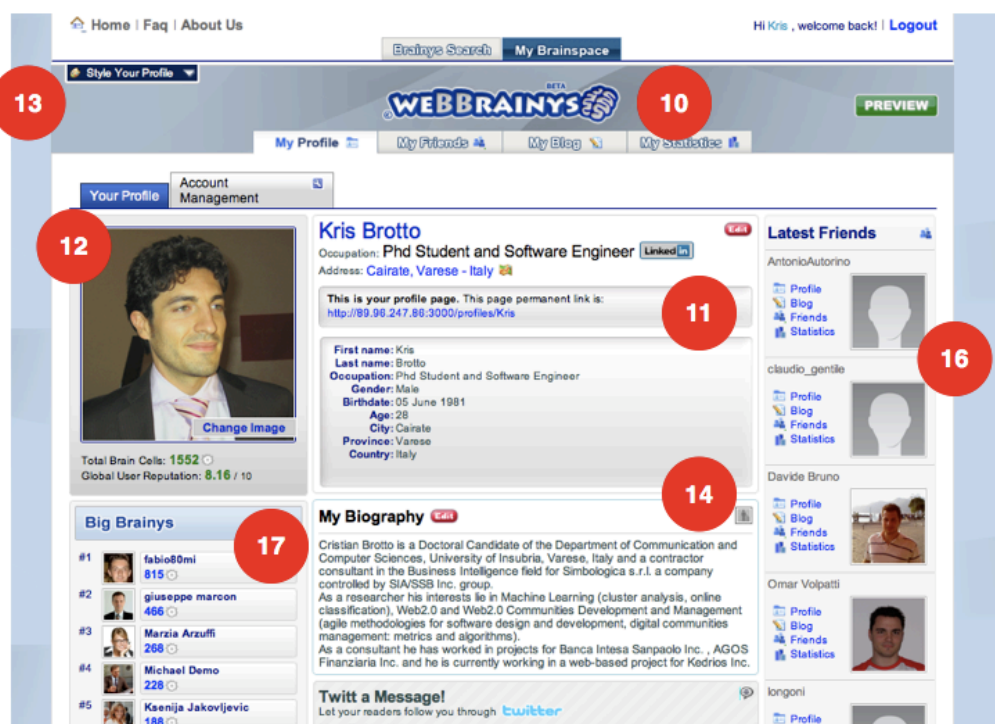 Home | Faq | About Us
Hi Kris , welcome back! | Logout
Brainys Search
My Brainspace
Style Your Profile
13
BETA
WEBBRAINYS
10
PREVIEW
My Profile
My Friends
My Blog
My Statistics
Your Profile
Account
Management
12
Kris Brotto
Edit
Occupation: Phd Student and Software Engineer Linked in
Address: Cairate, Varese - Italy
This is your profile page. This page permanent link is:
http://89.96.247.86:3000/profiles/Kris
11
First name: Kris
Last name: Brotto
Occupation: Phd Student and Software Engineer
Gender: Male
Birthdate: 05 June 1981
Age: 28
City: Cairate
Province: Varese
Country: Italy
Change Image
Total Brain Cells: 1552
Global User Reputation: 8.16 / 10
Big Brainys
17
#1
fabio80mi
815
#2
giuseppe marcon
466
#3
Marzia Arzuffi
268
#4
Michael Demo
228
#5
Ksenija Jakovljevic
188
My Biography Edit
14
Cristian Brotto is a Doctoral Candidate of the Department of Communication and
Computer Sciences, University of Insubria, Varese, Italy and a contractor
consultant in the Business Intelligence field for Simbologica s.r.l. a company
controlled by SIA/SSB Inc. group.
As a researcher his interests lie in Machine Learning (cluster analysis, online
classification), Web2.0 and Web2.0 Communities Development and Management
(agile methodologies for software design and development, digital communities
management: metrics and algorithms).
As a consultant he has worked in projects for Banca Intesa Sanpaolo Inc. , AGOS
Finanziaria Inc. and he is currently working in a web-based project for Kedrios Inc.
Twitt a Message!
Let your readers follow you through twitter
Latest Friends
AntonioAutorino
Profile
Blog
Friends
Statistics
16
claudio_gentile
Profile
Blog
Friends
Statistics
Davide Bruno
Profile
Blog
Friends
Statistics
Omar Volpatti
Profile
Blog
Friends
Statistics
longoni
Profile